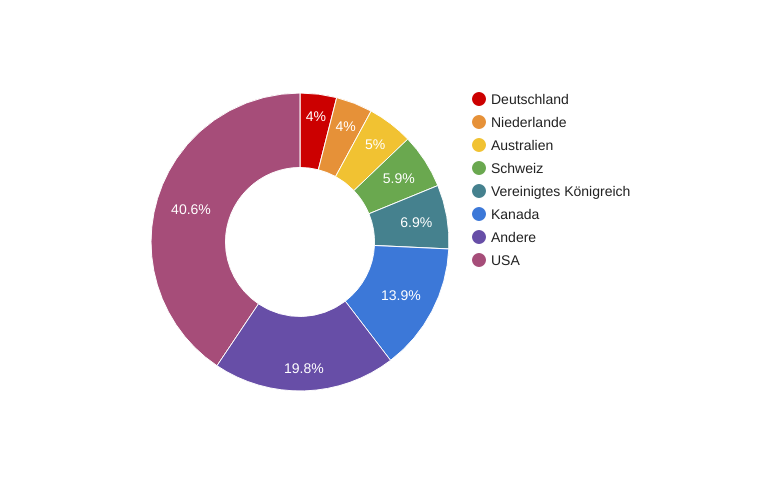 4%
4%
5%
5.9%
6.9%
13.9%
19.8%
40.6%
Deutschland
Niederlande
Australien
Schweiz
Vereinigtes Königreich
Kanada
Andere
USA